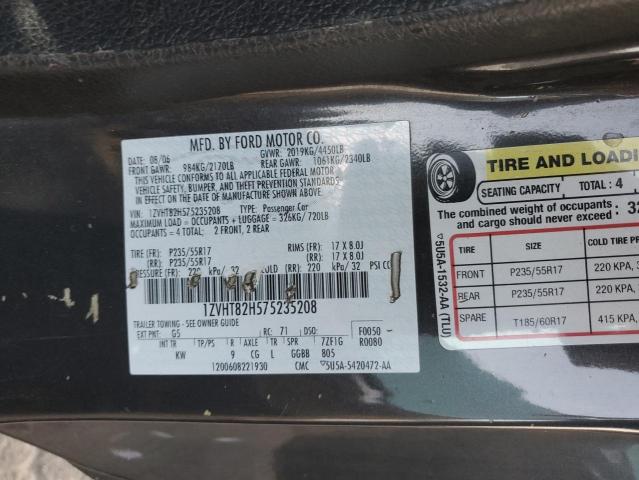 MFD. BY FORD MOTOR CO.
DATE: 08/06 GVWR: 2019KG/4450LB
FRONT GAWR: 984KG/2170LB REAR GAWR: 1061KG/2340LB
THIS VEHICLE CONFORMS TO ALL APPLICABLE FEDERAL MOTOR
VEHICLE SAFETY, BUMPER, AND THEFT PREVENTION STANDARDS
IN EFFECT ON THE DATE OF MANUFACTURE SHOWN ABOVE.
VIN: 1ZVHT82H575235208 TYPE: Passenger Car
MAXIMUM LOAD = OCCUPANTS + LUGGAGE = 326KG/720LB
OCCUPANTS = 4 TOTAL: 2 FRONT, 2 REAR
TIRE (FR): P235/55R17 RIMS (FR): 17 X 8.0J
(RR): P235/55R17 (RR): 17 X 8.0J
PRESSURE (FR) 220 kPa/ 32 COLD (RR) 220 kPa/ 32 PSI COLD
1ZVHT82H575235208
TRAILER TOWING - SEE OWNER GUIDE
EXT PNT: G5 RC: 71 DSO: F0050
INT TR TP/PS R TR SPR 7ZF1G R0080
KW 9 CG L GGBB 805
1200608221930 CMC ▽5U5A-5420472-AA
TIRE AND LOADI
SEATING CAPACITY TOTAL: 4
The combined weight of occupants
and cargo should never exceed: 32
TIRE SIZE COLD TIRE
FRONT P235/55R17 220 KPA,
REAR P235/55R17 220 KPA,
SPARE T185/60R17 415 KPA,
▽5U5A-1532-AA (TLU)